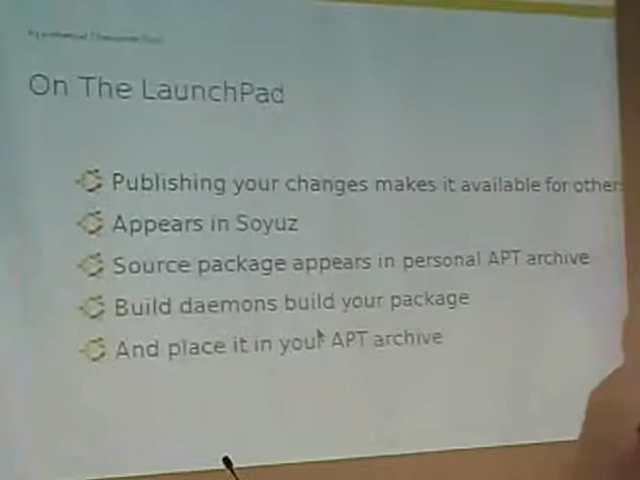 On The LaunchPad
Publishing your changes makes it available for other
Appears in Soyuz
Source package appears in personal APT archive
Build daemons build your package
And place it in your APT archive